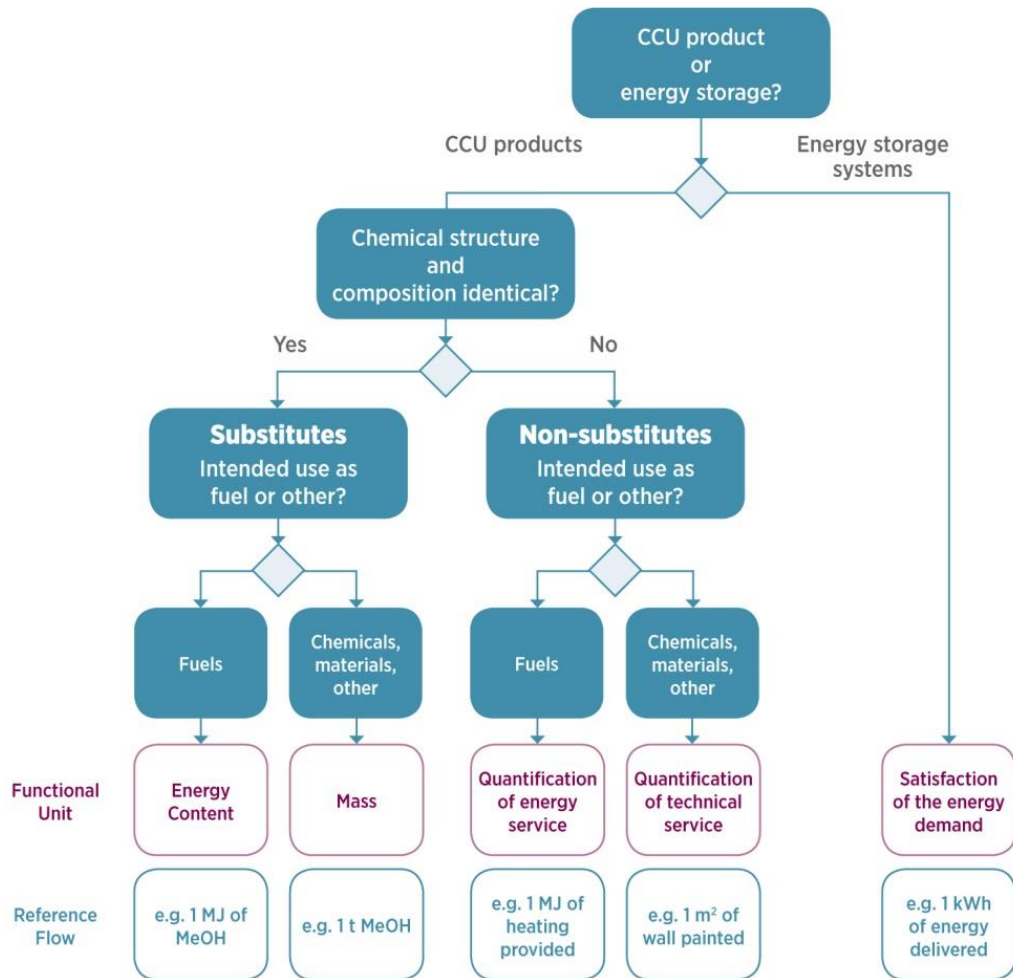 CCU product
or
energy storage?
CCU products
Energy storage
systems
Chemical structure
and
composition identical?
Yes
No
Substitutes
Intended use as
fuel or other?
Non-substitutes
Intended use as
fuel or other?
Fuels
Chemicals,
materials,
other
Fuels
Chemicals,
materials,
other
Functional
Unit
Energy
Content
Mass
Quantification
of energy
service
Quantification
of technical
service
Satisfaction
of the energy
demand
Reference
Flow
e.g. 1 MJ of
MeOH
e.g. 1 t MeOH
e.g. 1 MJ of
heating
provided
e.g. 1 m² of
wall painted
e.g. 1 kWh
of energy
delivered